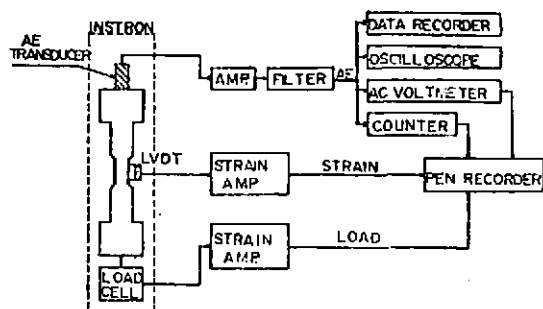 INSTRON
AE
TRANSDUCER
AMP.
FILTER
AE
DATA RECORDER
OSCILLOSCOPE
AC VOLTMETER
COUNTER
LVDT
STRAIN
AMP
STRAIN
PEN RECORDER
STRAIN
AMP
LOAD
LOAD
CELL